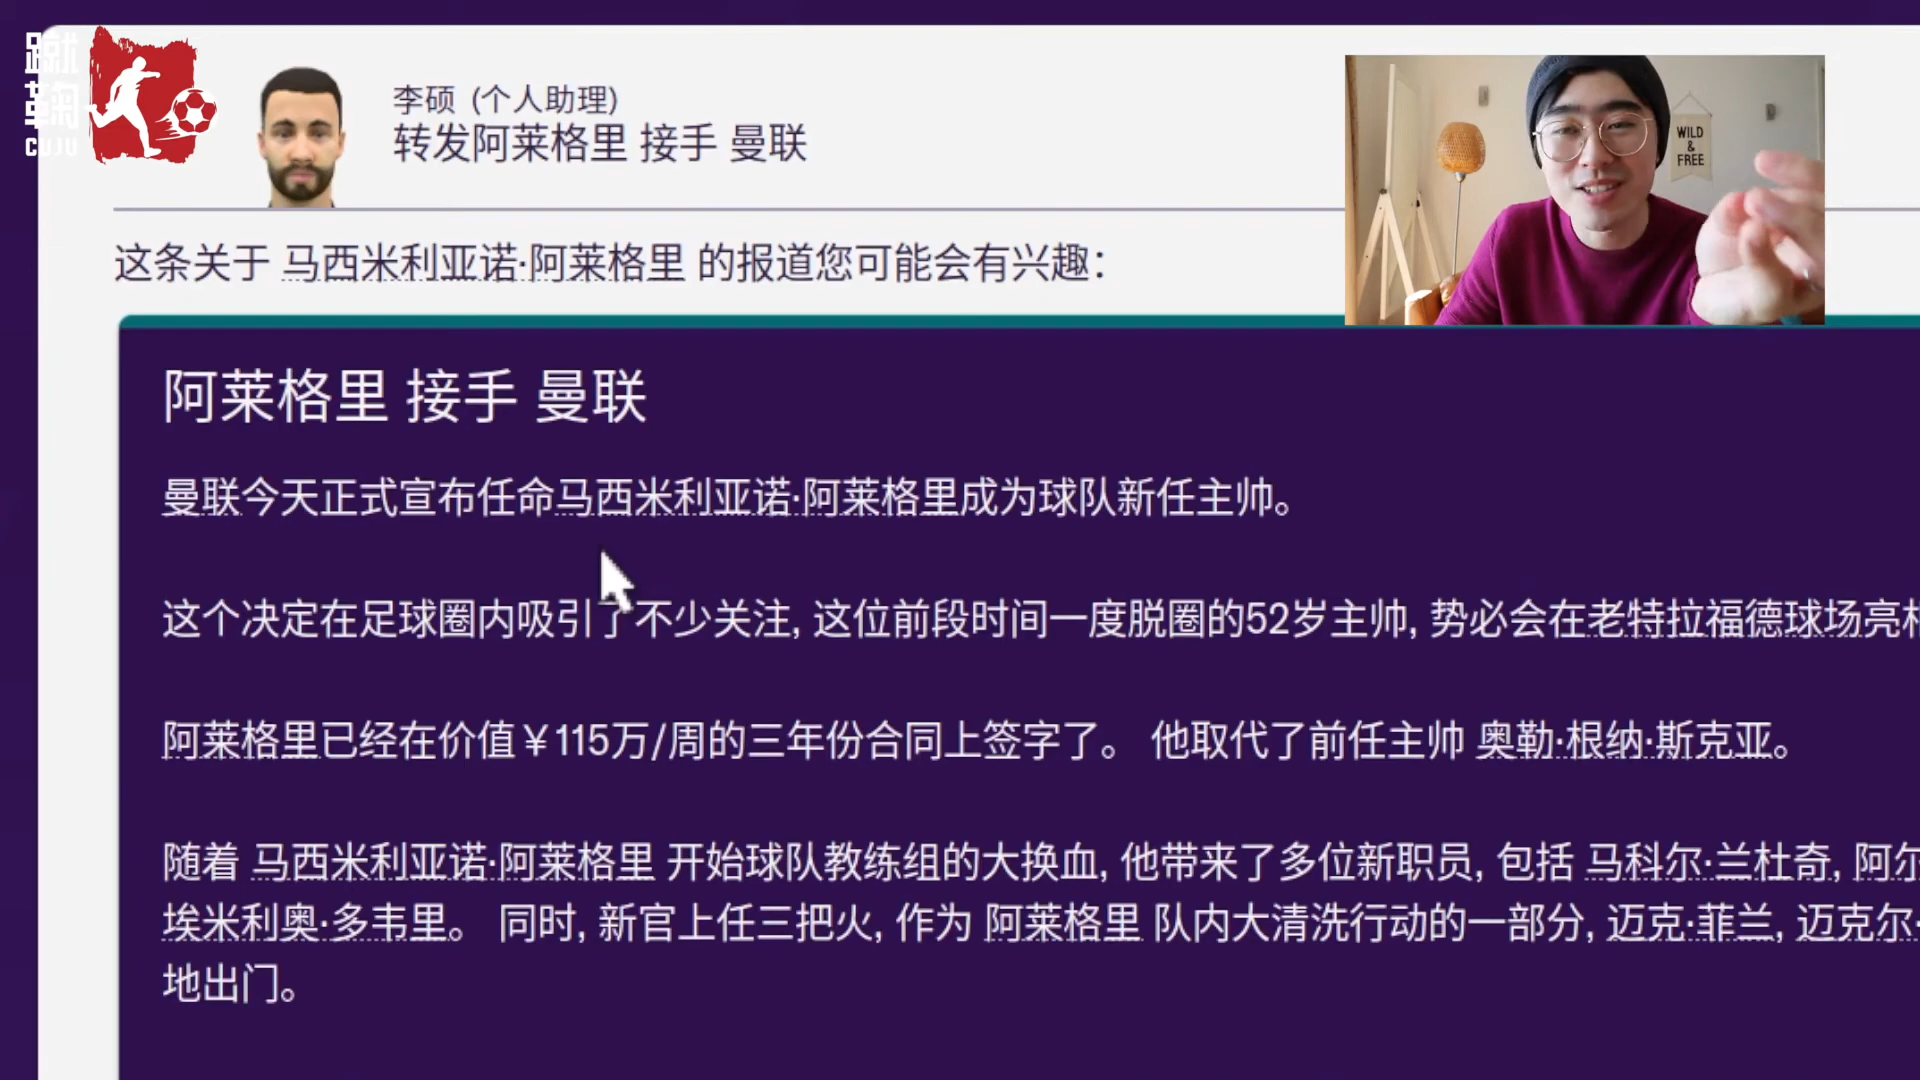 蹴鞠
CUJU
李硕 (个人助理)
转发阿莱格里 接手 曼联
WILD
&
FREE
这条关于 马西米利亚诺·阿莱格里 的报道您可能会有兴趣：
阿莱格里 接手 曼联
曼联今天正式宣布任命马西米利亚诺·阿莱格里成为球队新任主帅。
这个决定在足球圈内吸引了不少关注, 这位前段时间一度脱圈的52岁主帅, 势必会在老特拉福德球场亮相
阿莱格里已经在价值￥115万/周的三年份合同上签字了。 他取代了前任主帅 奥勒·根纳·斯克亚。
随着 马西米利亚诺·阿莱格里 开始球队教练组的大换血, 他带来了多位新职员, 包括 马科尔·兰杜奇, 阿尔
埃米利奥·多韦里。 同时, 新官上任三把火, 作为 阿莱格里 队内大清洗行动的一部分, 迈克·菲兰, 迈克尔·
地出门。